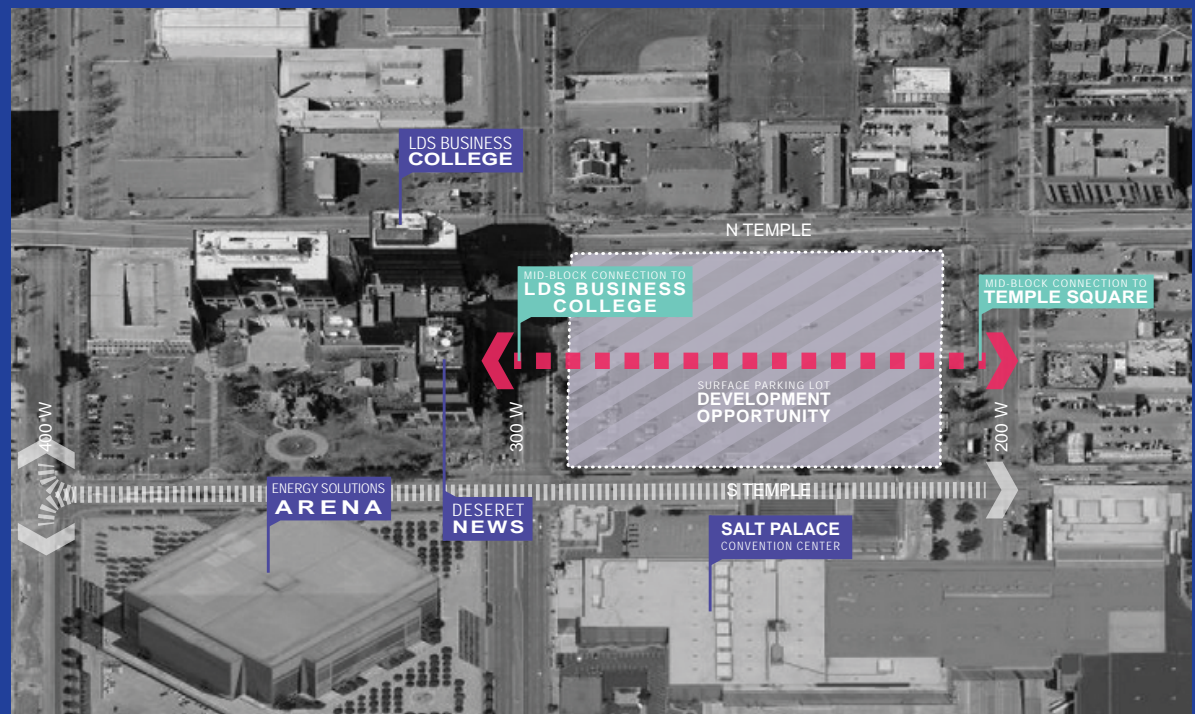 LDS BUSINESS
COLLEGE
N TEMPLE
MID-BLOCK CONNECTION TO
LDS BUSINESS
COLLEGE
MID-BLOCK CONNECTION TO
TEMPLE SQUARE
SURFACE PARKING LOT
DEVELOPMENT
OPPORTUNITY
400 W
300 W
200 W
S TEMPLE
ENERGY SOLUTIONS
ARENA
DESERET
NEWS
SALT PALACE
CONVENTION CENTER